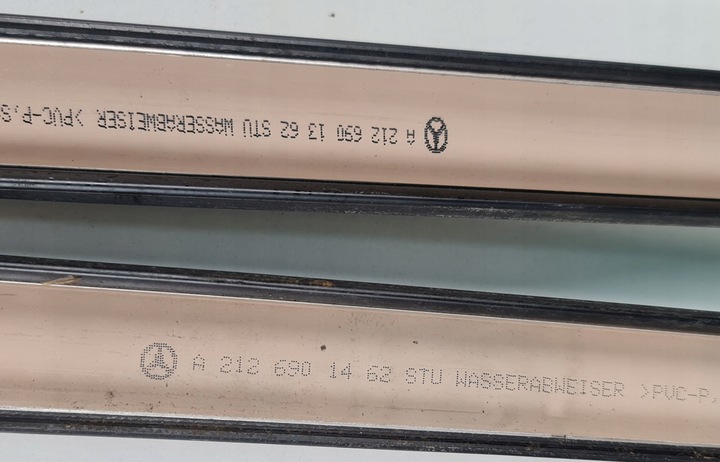 A 212 690 13 62 STU WASSERABWEISER >PVC-P,S
A 212 690 14 62 STU WASSERABWEISER >PVC-P,